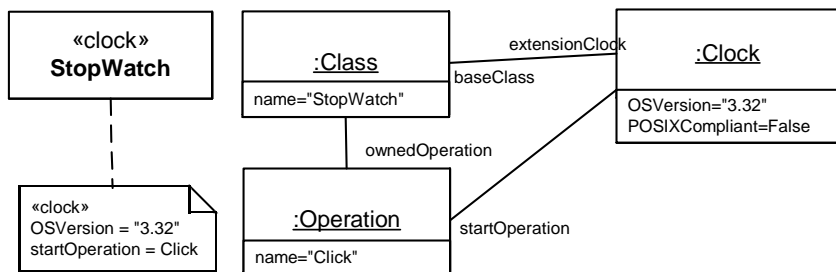 «clock»
StopWatch
«clock»
OSVersion = "3.32"
startOperation = Click
:Class
name="StopWatch"
extensionClock
baseClass
:Clock
OSVersion="3.32"
POSIXCompliant=False
ownedOperation
:Operation
name="Click"
startOperation